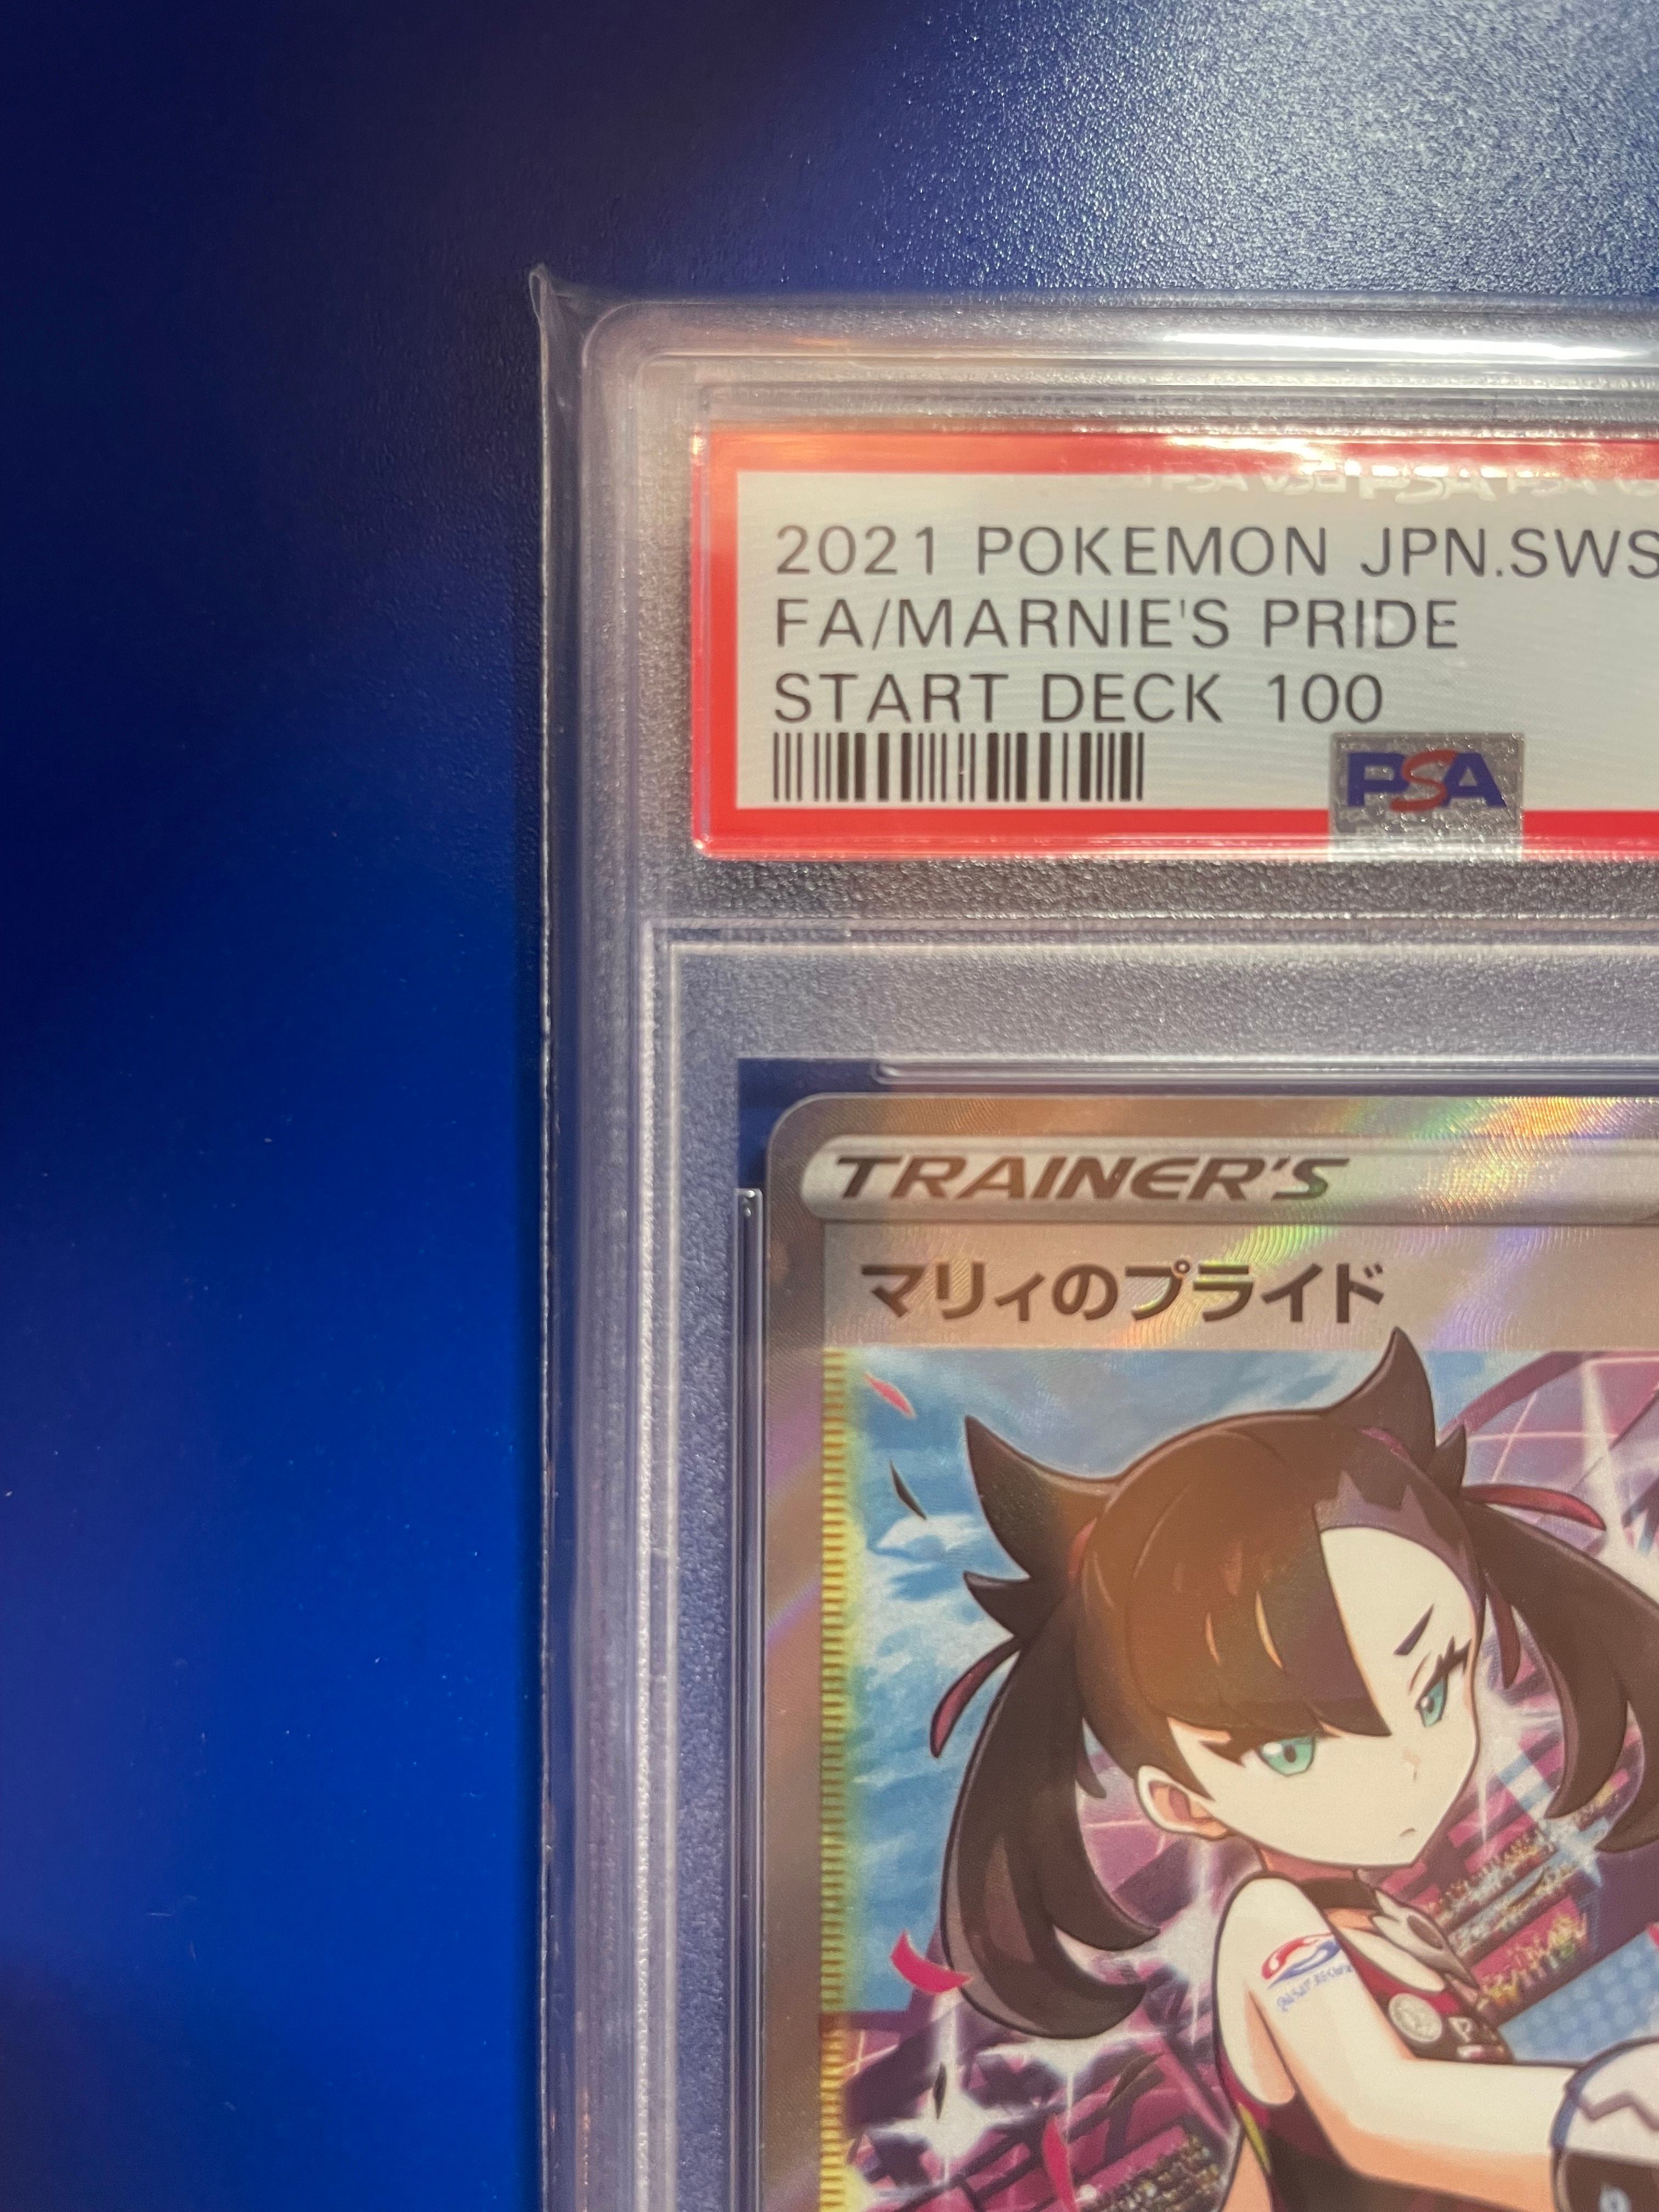 2021 POKEMON JPN.SWS
FA/MARNIE'S PRIDE
START DECK 100
PSA
TRAINER'S
マリィのプライド